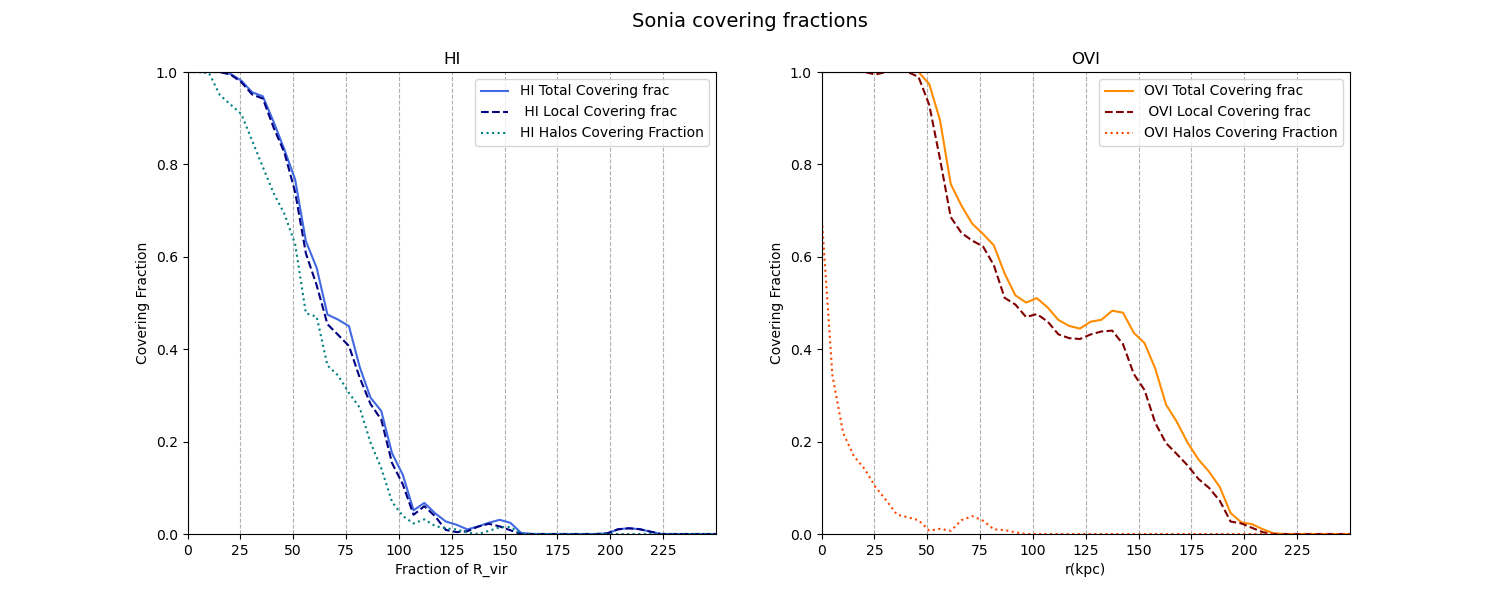 Sonia covering fractions
HI
Covering Fraction
1.0
0.8
0.6
0.4
0.2
0.0
HI Total Covering frac
HI Local Covering frac
HI Halos Covering Fraction
0 25 50 75 100 125 150 175 200 225
Fraction of R_vir
OVI
Covering Fraction
1.0
0.8
0.6
0.4
0.2
0.0
OVI Total Covering frac
OVI Local Covering frac
OVI Halos Covering Fraction
0 25 50 75 100 125 150 175 200 225
r(kpc)